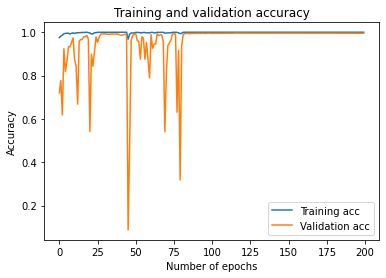 Training and validation accuracy
1.0
0.8
0.6
0.4
0.2
Accuracy
Training acc
Validation acc
0 25 50 75 100 125 150 175 200
Number of epochs